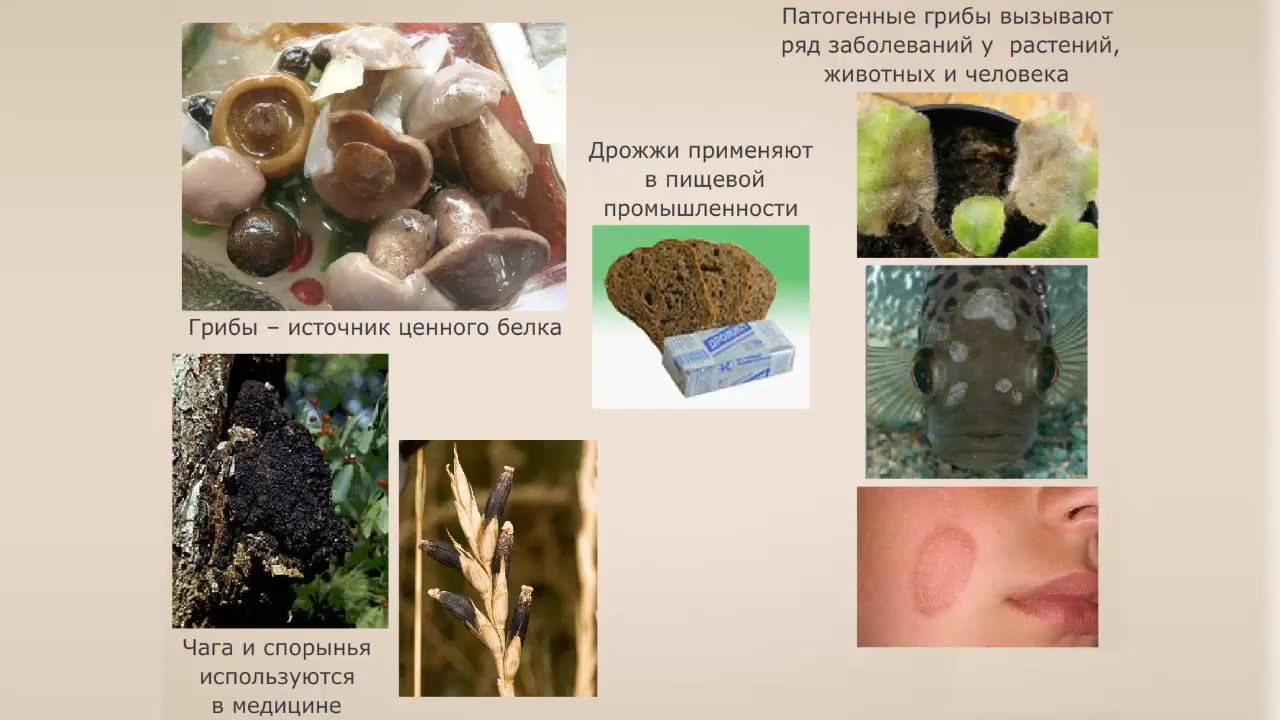 Патогенные грибы вызывают
ряд заболеваний у растений,
животных и человека
Дрожжи применяют
в пищевой
промышленности
Грибы – источник ценного белка
Чага и спорынья
используются
в медицине